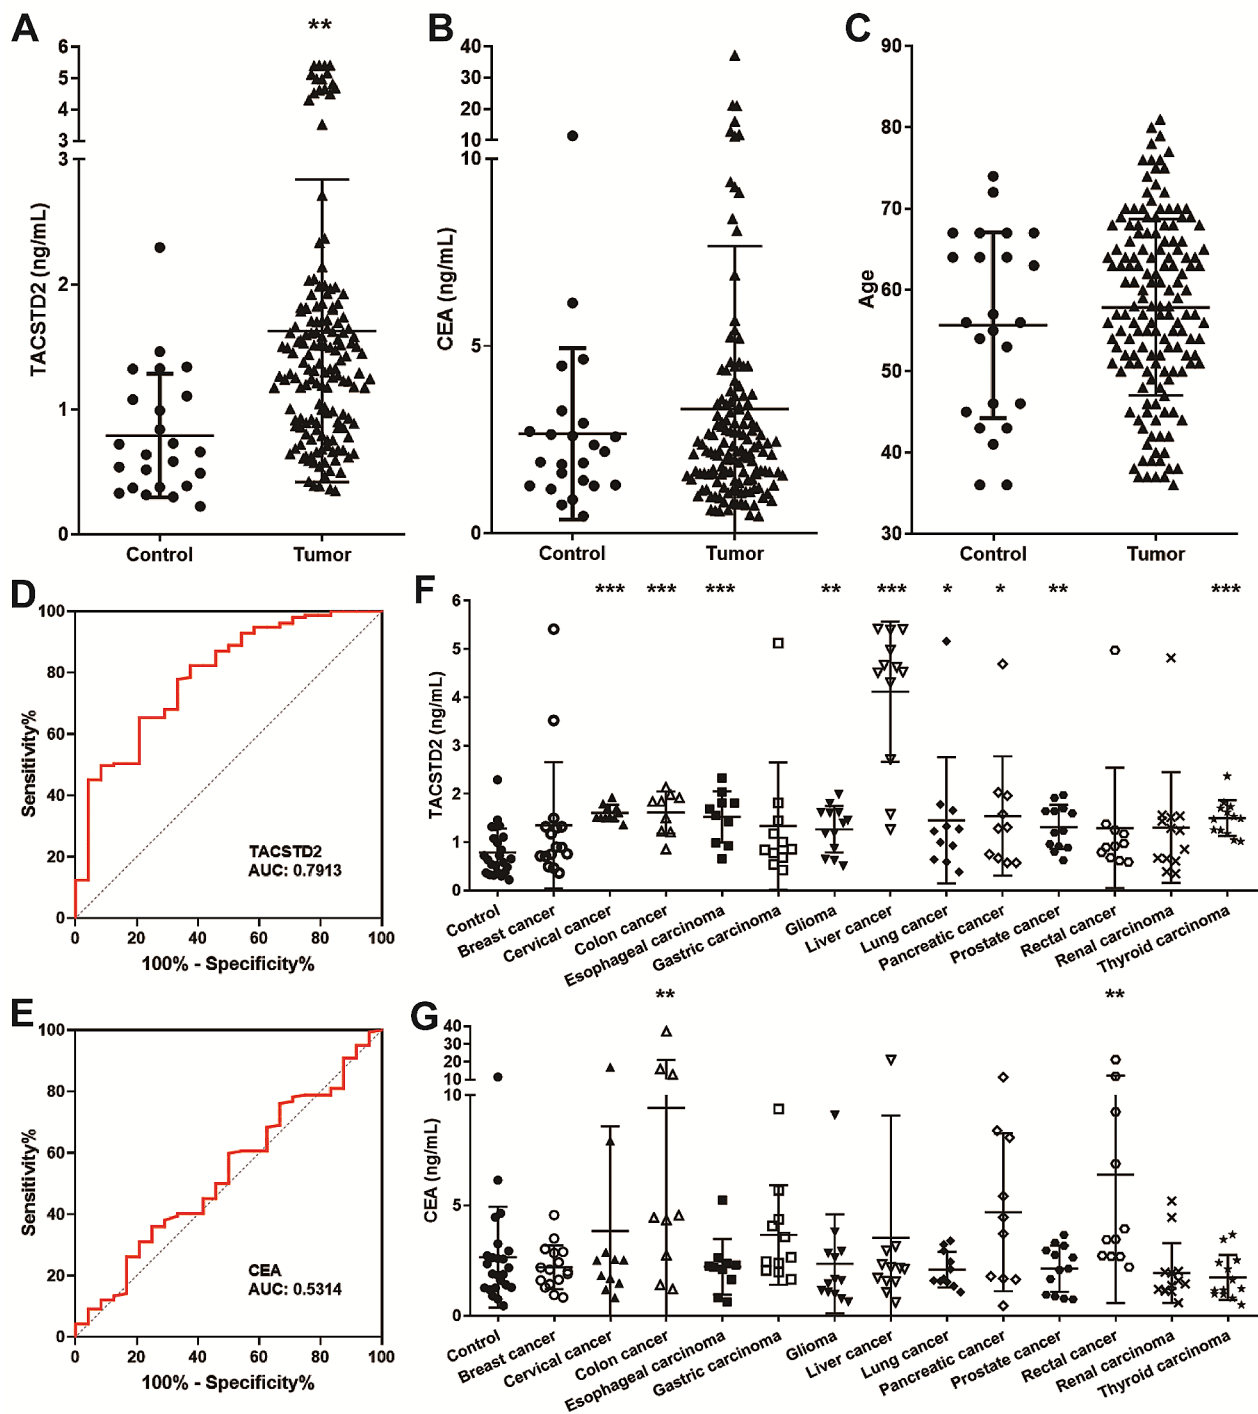 A
**
TACSTD2 (ng/mL)
6
5
4
3
3
2
1
0
Control
Tumor
B
CEA (ng/mL)
40
30
20
10
10
5
0
Control
Tumor
C
Age
90
80
70
60
50
40
30
Control
Tumor
D
Sensitivity%
100
80
60
40
20
0
TACSTD2
AUC: 0.7913
0
20
40
60
80
100
100% - Specificity%
E
Sensitivity%
100
80
60
40
20
0
CEA
AUC: 0.5314
0
20
40
60
80
100
100% - Specificity%
F
***
***
***
**
***
*
*
**
***
TACSTD2 (ng/mL)
6
5
4
3
2
1
0
Control
Breast cancer
Cervical cancer
Colon cancer
Esophageal carcinoma
Gastric carcinoma
Glioma
Liver cancer
Lung cancer
Pancreatic cancer
Prostate cancer
Rectal cancer
Renal carcinoma
Thyroid carcinoma
G
**
**
CEA (ng/mL)
40
30
20
10
10
5
0
Control
Breast cancer
Cervical cancer
Colon cancer
Esophageal carcinoma
Gastric carcinoma
Glioma
Liver cancer
Lung cancer
Pancreatic cancer
Prostate cancer
Rectal cancer
Renal carcinoma
Thyroid carcinoma